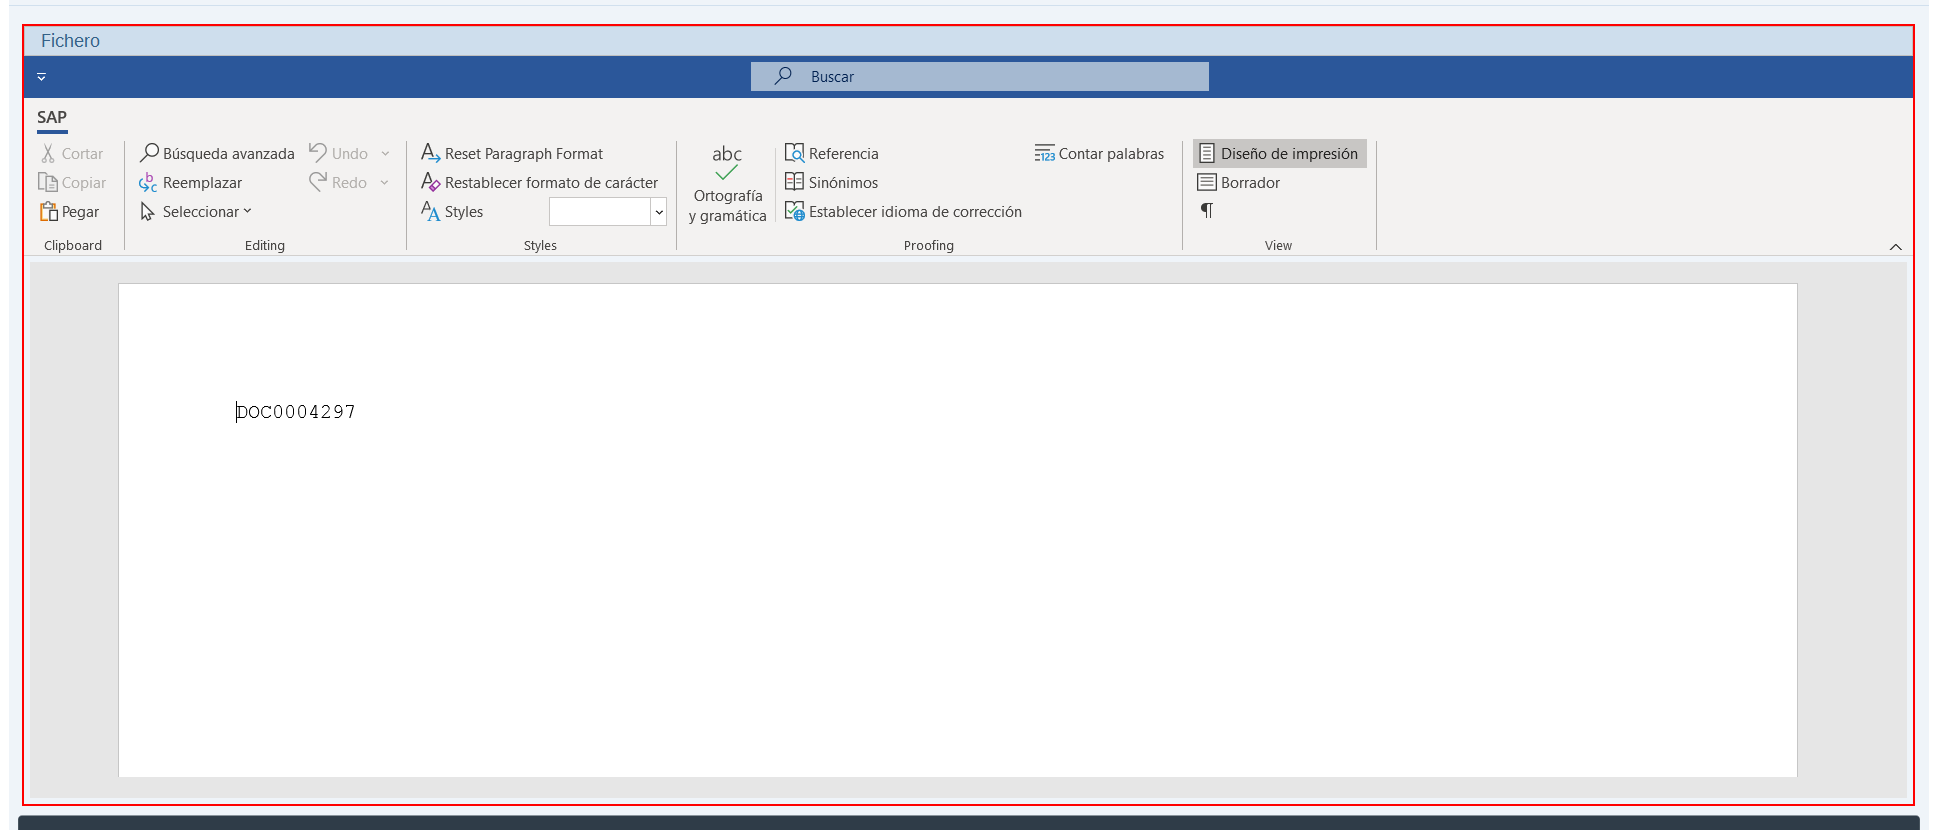 Fichero
Buscar
SAP
Cortar
Copiar
Pegar
Clipboard
Búsqueda avanzada
Reemplazar
Seleccionar
Undo
Redo
Editing
Reset Paragraph Format
Restablecer formato de carácter
Styles
Styles
abc
Ortografía
y gramática
Referencia
Sinónimos
Establecer idioma de corrección
123 Contar palabras
Proofing
Diseño de impresión
Borrador
¶
View
DOC0004297